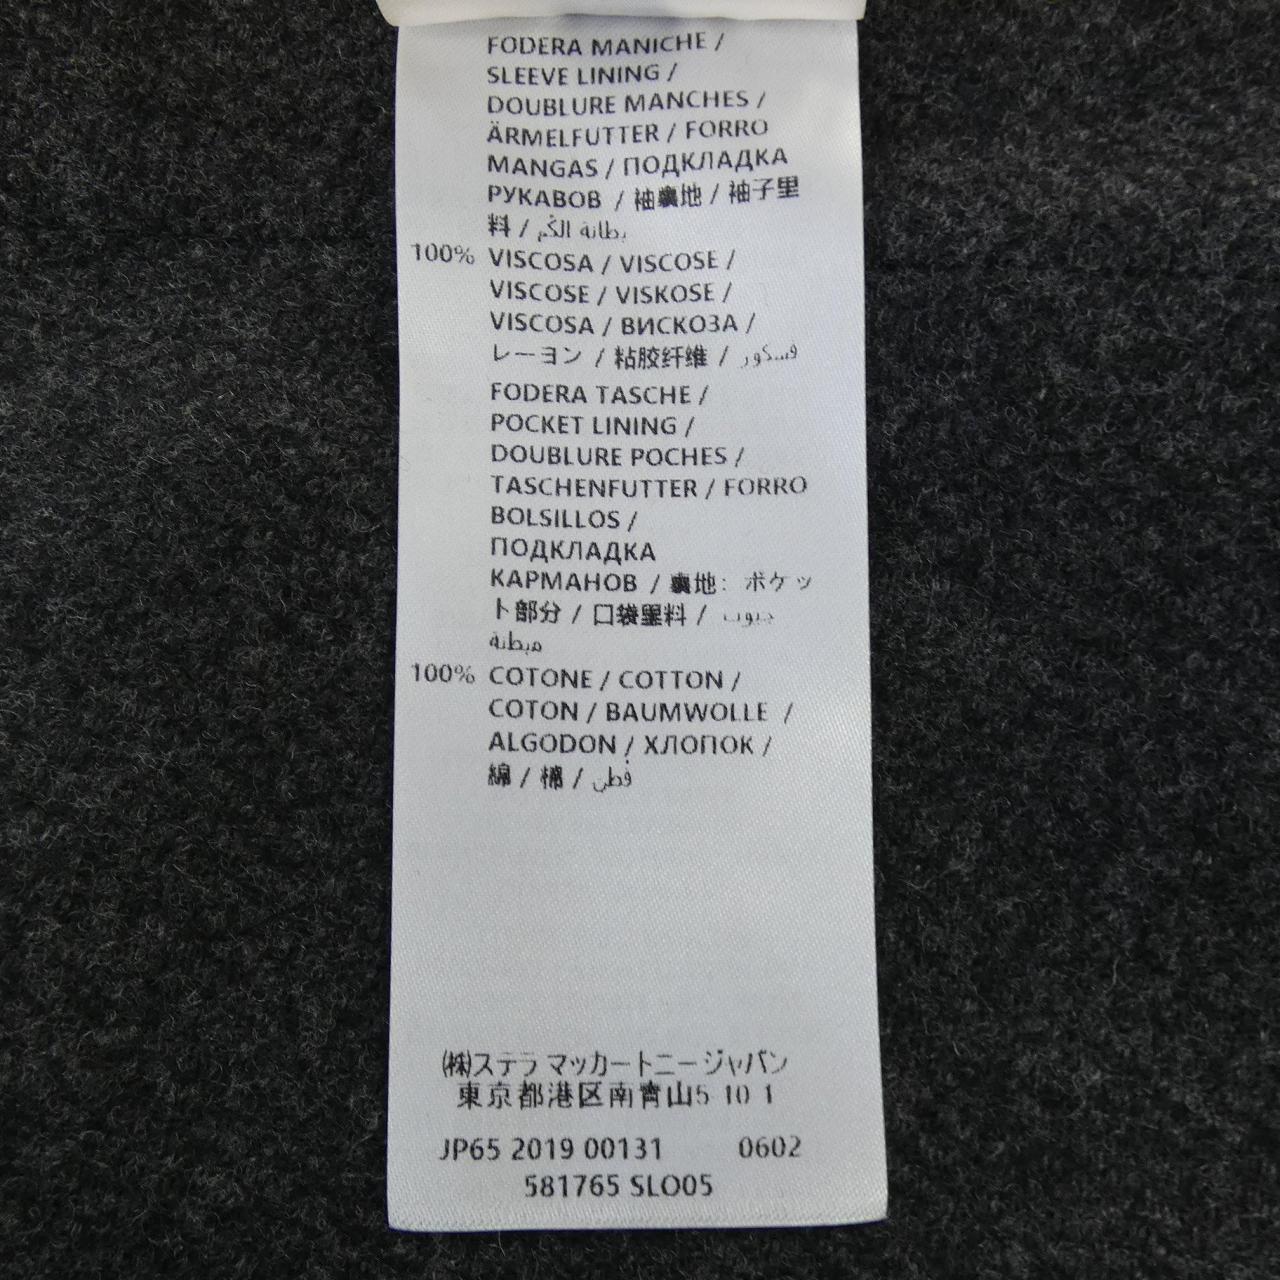 FODERA MANICHE /
SLEEVE LINING /
DOUBLURE MANCHES /
ÄRMELFUTTER / FORRO
MANGAS / ПОДКЛАДКА
РУКАВОВ / 袖裏地 / 袖子里
料 / بطانة الكم
100% VISCOSA / VISCOSE /
VISCOSE / VISKOSE /
VISCOSA / ВИСКОЗА /
レーヨン / 粘胶纤维 / فسكوز
FODERA TASCHE /
POCKET LINING /
DOUBLURE POCHES /
TASCHENFUTTER / FORRO
BOLSILLOS /
ПОДКЛАДКА
КАРМАНОВ / 裏地: ポケッ
ト部分 / 口袋里料 / جيوب
مبطنة
100% COTONE / COTTON /
COTON / BAUMWOLLE /
ALGODON / ХЛОПОК /
綿 / 棉 / قطن
㈱ステラ マッカートニー ジャパン
東京都港区南青山5 10 1
JP65 2019 00131 0602
581765 SLO05